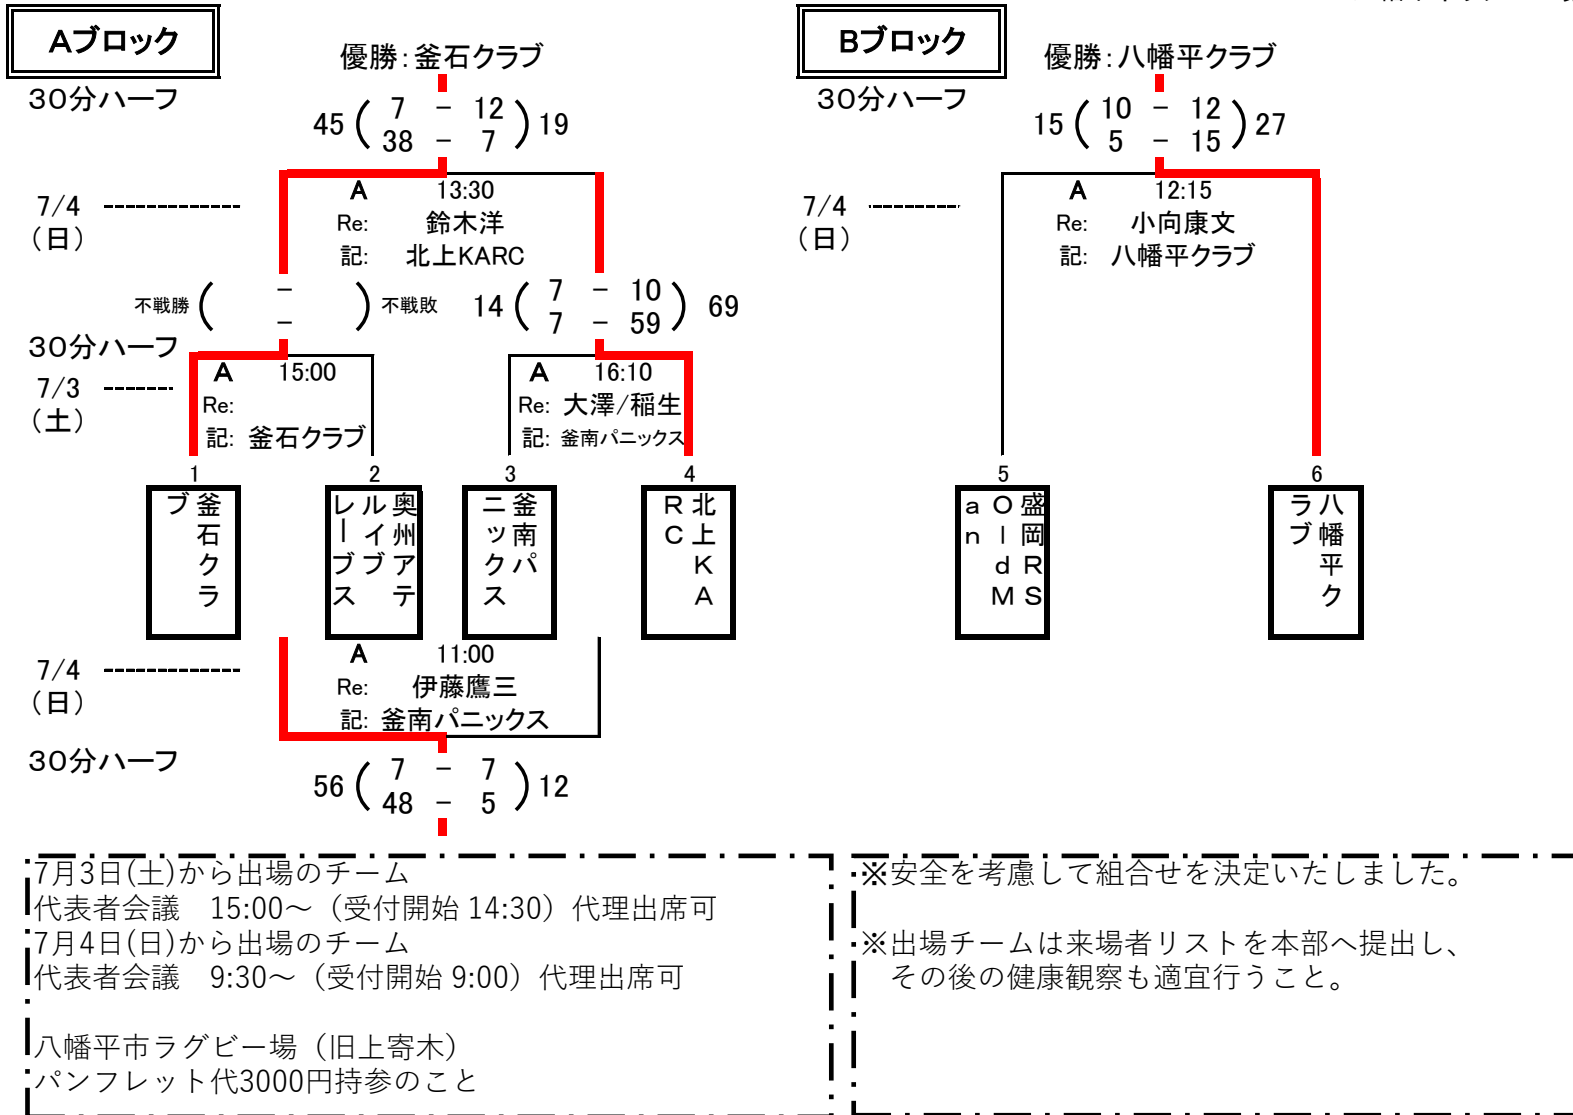 Aブロック
優勝：釜石クラブ
30分ハーフ
45 ( 7 － 12 ) 19
38 － 7
7/4
（日）
A 13:30
Re: 鈴木洋
記: 北上KARC
不戦勝 ( － ) 不戦敗
－
14 ( 7 － 10 ) 69
7 － 59
30分ハーフ
7/3
（土）
A 15:00
Re:
記: 釜石クラブ
A 16:10
Re: 大澤/稲生
記: 釜南パニックス
1
釜石クラブ
2
奥州アテルイブブレーブス
3
釜南パニックス
4
北上KARC
7/4
（日）
A 11:00
Re: 伊藤鷹三
記: 釜南パニックス
30分ハーフ
56 ( 7 － 7 ) 12
48 － 5
Bブロック
優勝：八幡平クラブ
30分ハーフ
15 ( 10 － 12 ) 27
5 － 15
7/4
（日）
A 12:15
Re: 小向康文
記: 八幡平クラブ
5
盛岡RSOldMan
6
八幡平クラブ
7月3日(土)から出場のチーム
代表者会議　15:00～（受付開始 14:30）代理出席可
7月4日(日)から出場のチーム
代表者会議　9:30～（受付開始 9:00）代理出席可
八幡平市ラグビー場（旧上寄木）
パンフレット代3000円持参のこと
※安全を考慮して組合せを決定いたしました。
※出場チームは来場者リストを本部へ提出し、
その後の健康観察も適宜行うこと。